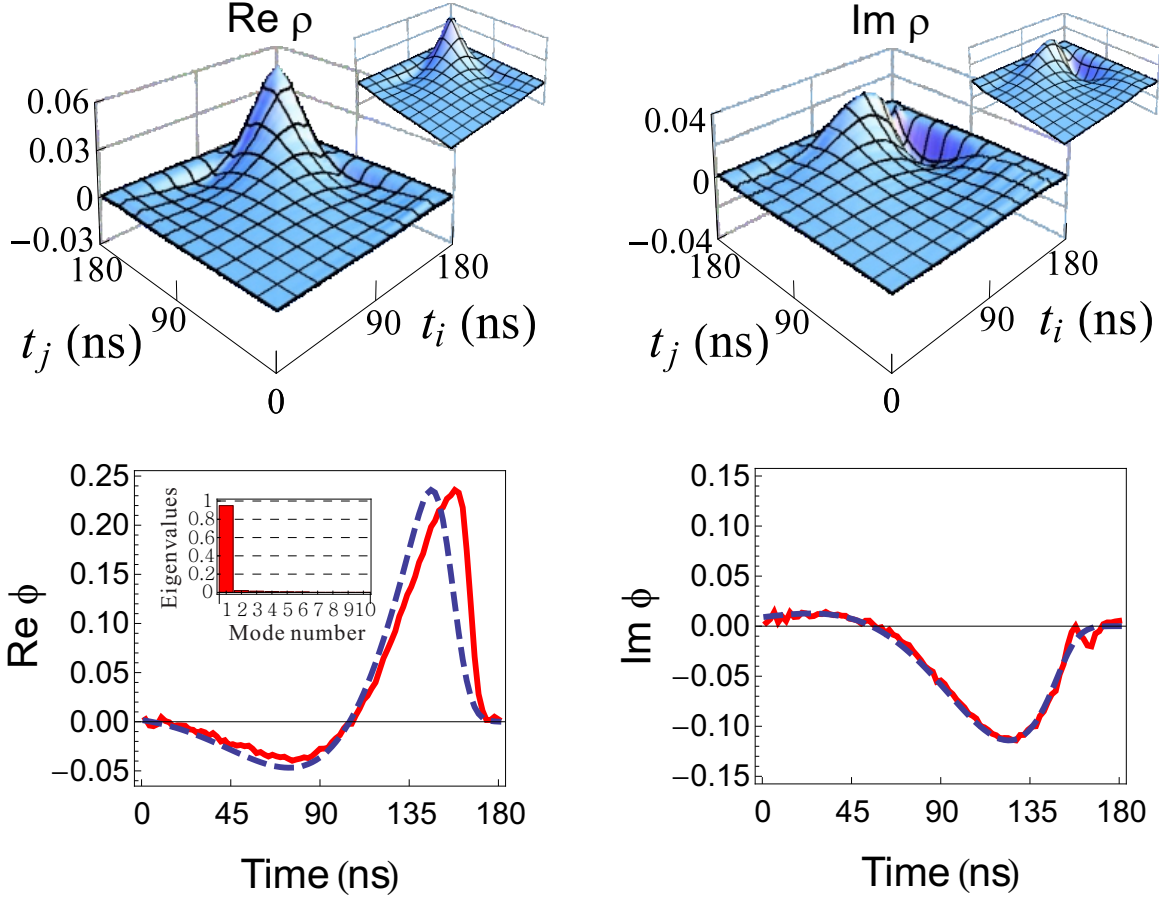 Re ρ
0.06
0.03
0
−0.03
180
90
0
90
180
t_j (ns)
t_i (ns)
Im ρ
0.04
0
−0.04
180
90
0
90
180
t_j (ns)
t_i (ns)
Re ϕ
0.25
0.20
0.15
0.10
0.05
0.00
−0.05
0 45 90 135 180
Time (ns)
Eigenvalues
1
0.8
0.6
0.4
0.2
0
1 2 3 4 5 6 7 8 9 10
Mode number
Im ϕ
0.15
0.10
0.05
0.00
−0.05
−0.10
−0.15
0 45 90 135 180
Time (ns)